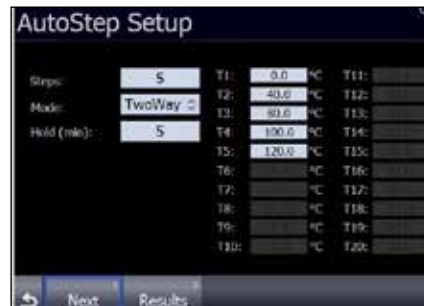 AutoStep Setup
Steps: 5 T1: 0.0 °C T11:
Mode: TwoWay T2: 40.0 °C T12:
T3: 80.0 °C T13:
Hold (min): 5 T4: 100.0 °C T14:
T5: 120.0 °C T15:
T6: °C T16:
T7: °C T17:
T8: °C T18:
T9: °C T19:
T10: °C T20:
Next Results